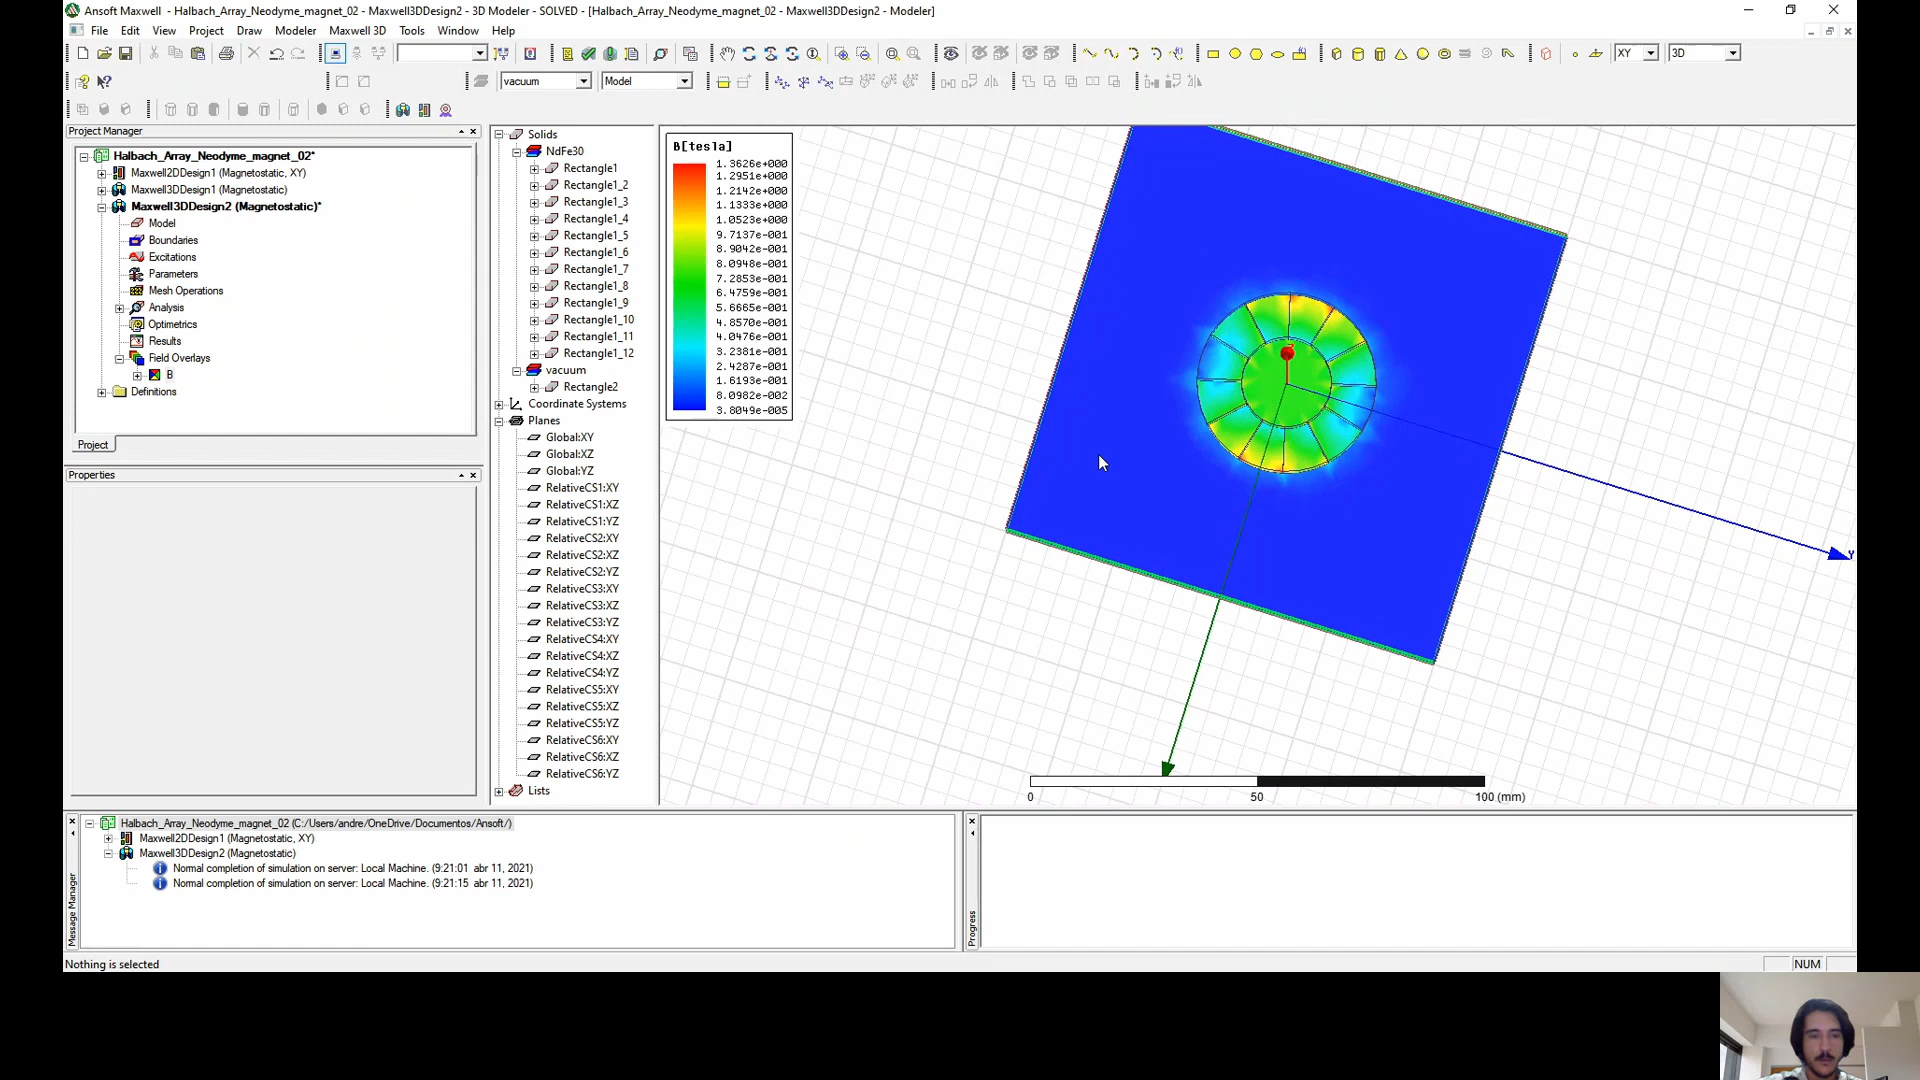 Ansoft Maxwell - Halbach_Array_Neodyme_magnet_02 - Maxwell3DDesign2 - 3D Modeler - SOLVED - [Halbach_Array_Neodyme_magnet_02 - Maxwell3DDesign2 - Modeler]
File Edit View Project Draw Modeler Maxwell 3D Tools Window Help
XY 3D
vacuum Model
Project Manager
Halbach_Array_Neodyme_magnet_02*
Maxwell2DDesign1 (Magnetostatic, XY)
Maxwell3DDesign1 (Magnetostatic)
Maxwell3DDesign2 (Magnetostatic)*
Model
Boundaries
Excitations
Parameters
Mesh Operations
Analysis
Optimetrics
Results
Field Overlays
B
Definitions
Project
Properties
Solids
NdFe30
Rectangle1
Rectangle1_2
Rectangle1_3
Rectangle1_4
Rectangle1_5
Rectangle1_6
Rectangle1_7
Rectangle1_8
Rectangle1_9
Rectangle1_10
Rectangle1_11
Rectangle1_12
vacuum
Rectangle2
Coordinate Systems
Planes
Global:XY
Global:XZ
Global:YZ
RelativeCS1:XY
RelativeCS1:XZ
RelativeCS1:YZ
RelativeCS2:XY
RelativeCS2:XZ
RelativeCS2:YZ
RelativeCS3:XY
RelativeCS3:XZ
RelativeCS3:YZ
RelativeCS4:XY
RelativeCS4:XZ
RelativeCS4:YZ
RelativeCS5:XY
RelativeCS5:XZ
RelativeCS5:YZ
RelativeCS6:XY
RelativeCS6:XZ
RelativeCS6:YZ
Lists
B[tesla]
1.3626e+000
1.2951e+000
1.2142e+000
1.1333e+000
1.0523e+000
9.7137e-001
8.9042e-001
8.0948e-001
7.2853e-001
6.4759e-001
5.6665e-001
4.8570e-001
4.0476e-001
3.2381e-001
2.4287e-001
1.6193e-001
8.0982e-002
3.8049e-005
Z
Y
0 50 100 (mm)
Halbach_Array_Neodyme_magnet_02 (C:/Users/andre/OneDrive/Documentos/Ansoft/)
Maxwell2DDesign1 (Magnetostatic, XY)
Maxwell3DDesign2 (Magnetostatic)
Normal completion of simulation on server: Local Machine. (9:21:01 abr 11, 2021)
Normal completion of simulation on server: Local Machine. (9:21:15 abr 11, 2021)
Message Manager
Progress
Nothing is selected
NUM